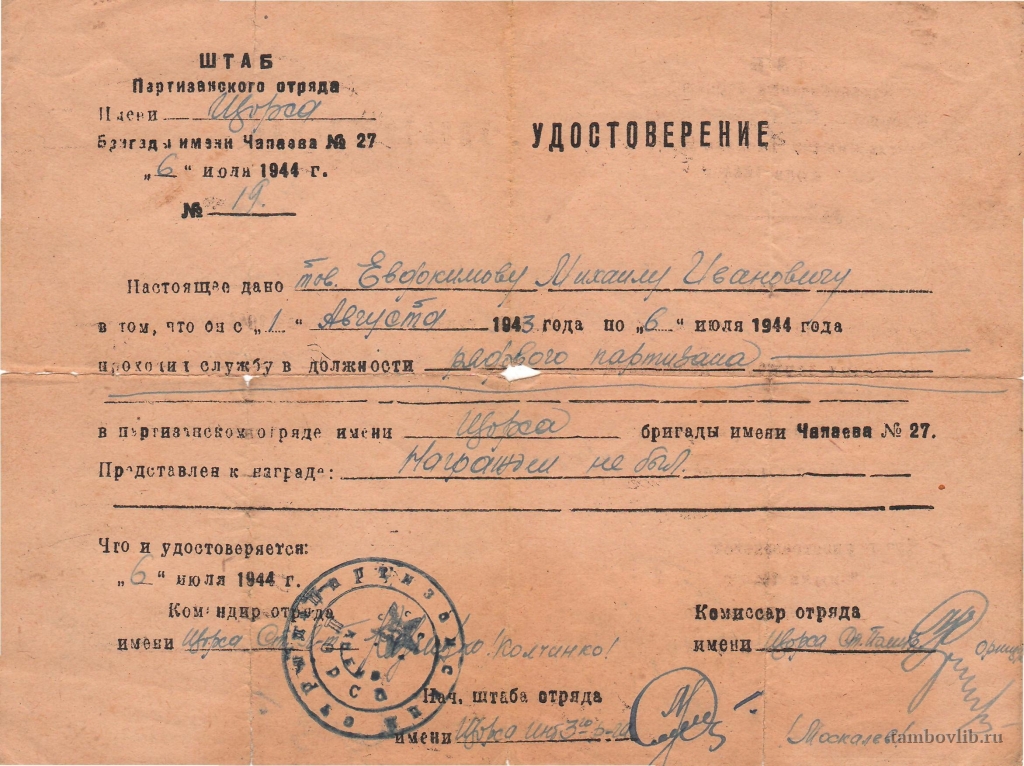 ШТАБ
Партизанского отряда
Имени Щорса
Бригады имени Чапаева № 27
„6" июля 1944 г.
№ 19.
УДОСТОВЕРЕНИЕ
Настоящее дано тов. Евдокимову Михаилу Ивановичу
в том, что он с „1" Августа 1943 года по „6" июля 1944 года
проходил службу в должности рядового партизана
в партизанском отряде имени Щорса бригады имени Чапаева № 27.
Представлен к награде: Награжден не был.
Что и удостоверяется:
„6" июля 1944 г.
Командир отряда
имени Щорса /Колчинко/
Комиссар отряда
имени Щорса
Нач. штаба отряда
имени Щорса
tambovlib.ru